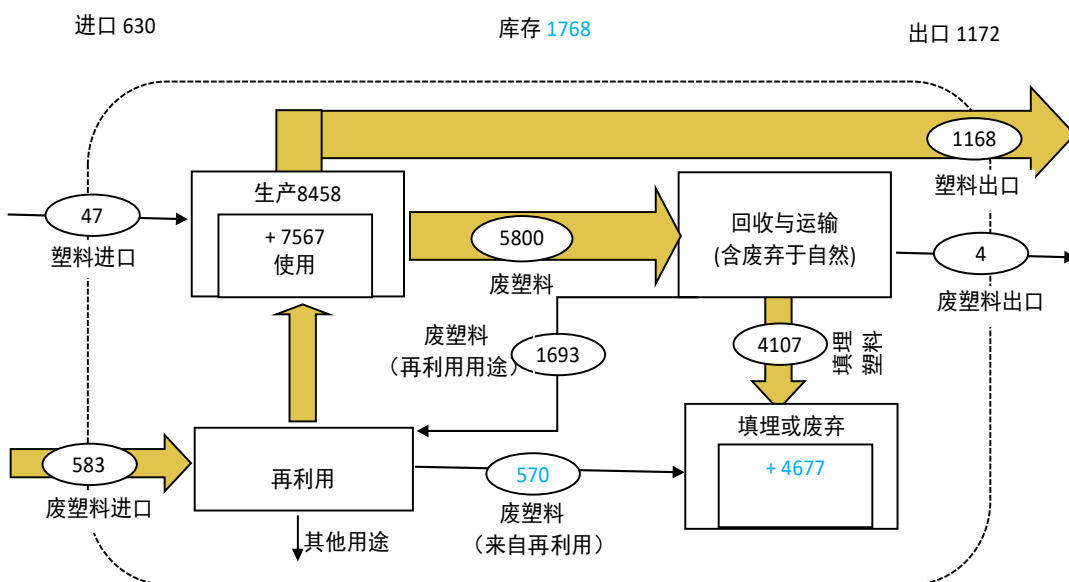 进口 630
库存 1768
出口 1172
1168
塑料出口
生产8458
+ 7567
使用
47
塑料进口
5800
废塑料
回收与运输
(含废弃于自然)
4
废塑料出口
废塑料
（再利用用途）
1693
4107
填埋
塑料
填埋或废弃
+ 4677
583
废塑料进口
再利用
570
废塑料
（来自再利用）
其他用途